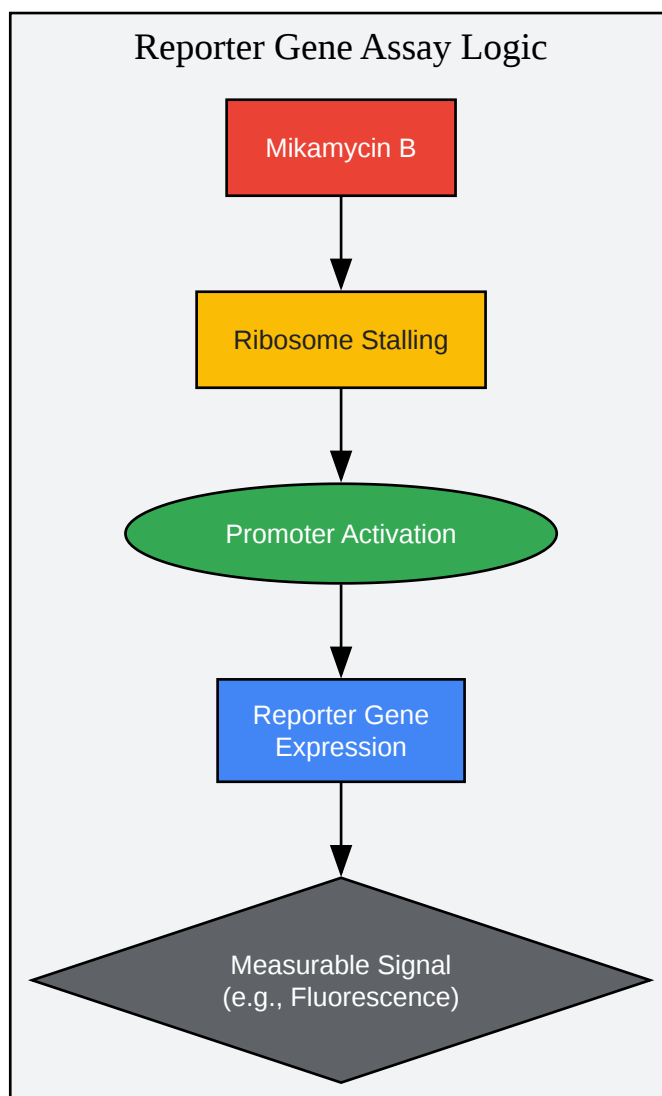 Reporter Gene Assay Logic
Mikamycin B
Ribosome Stalling
Promoter Activation
Reporter Gene
Expression
Measurable Signal
(e.g., Fluorescence)